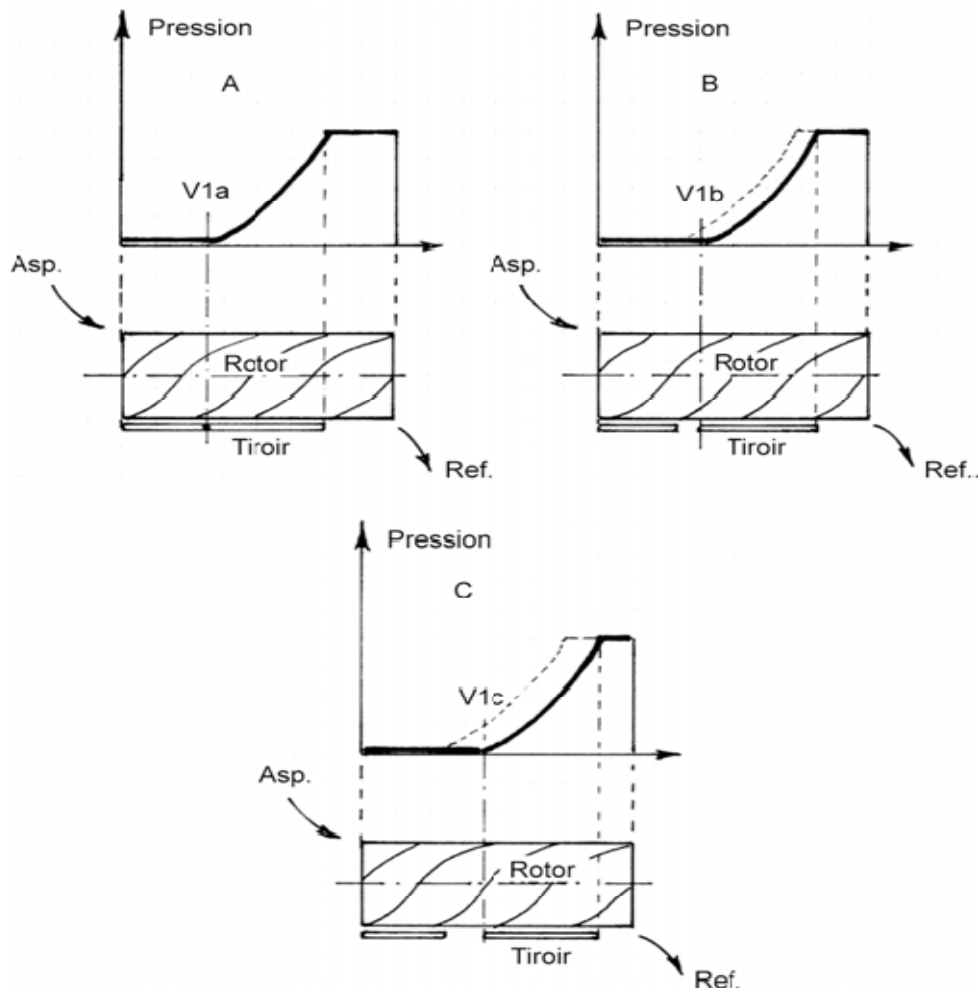 Pression
A
V1a
Asp.
Rotor
Tiroir
Ref.
Pression
B
V1b
Asp.
Rotor
Tiroir
Ref..
Pression
C
V1c
Asp.
Rotor
Tiroir
Ref.